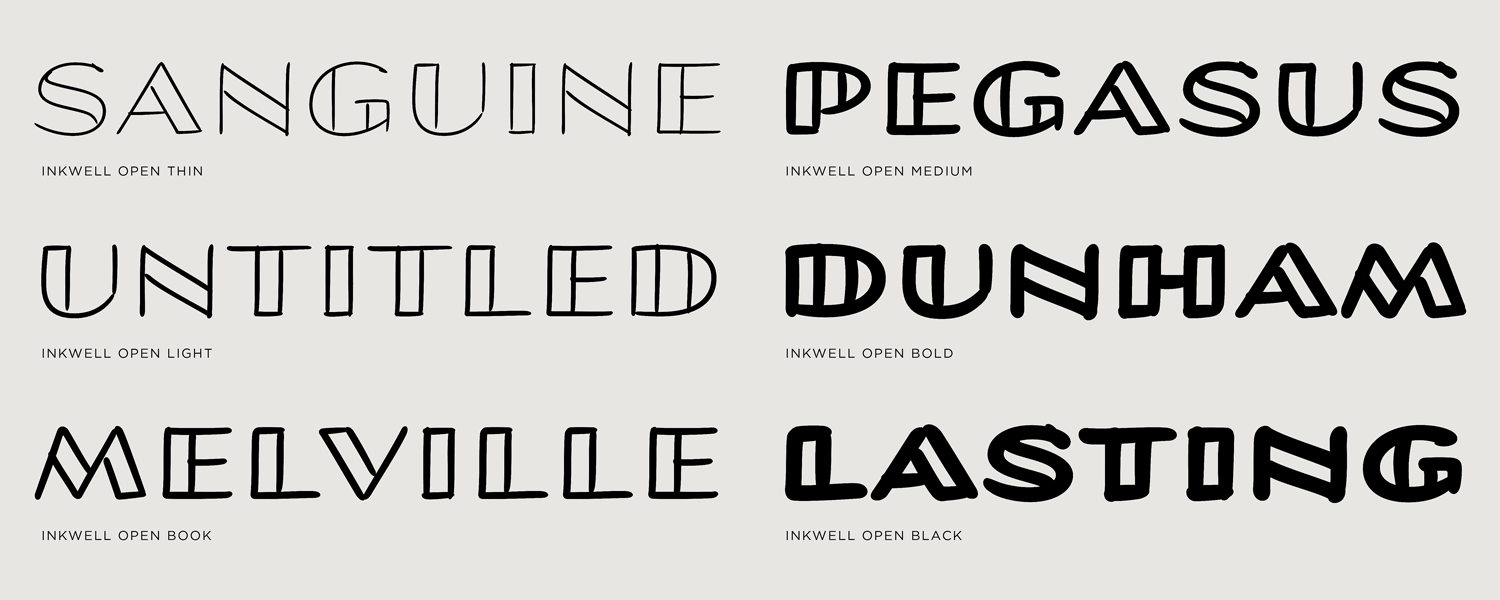 SANGUINE
INKWELL OPEN THIN
UNTITLED
INKWELL OPEN LIGHT
MELVILLE
INKWELL OPEN BOOK
PEGASUS
INKWELL OPEN MEDIUM
DUNHAM
INKWELL OPEN BOLD
LASTING
INKWELL OPEN BLACK